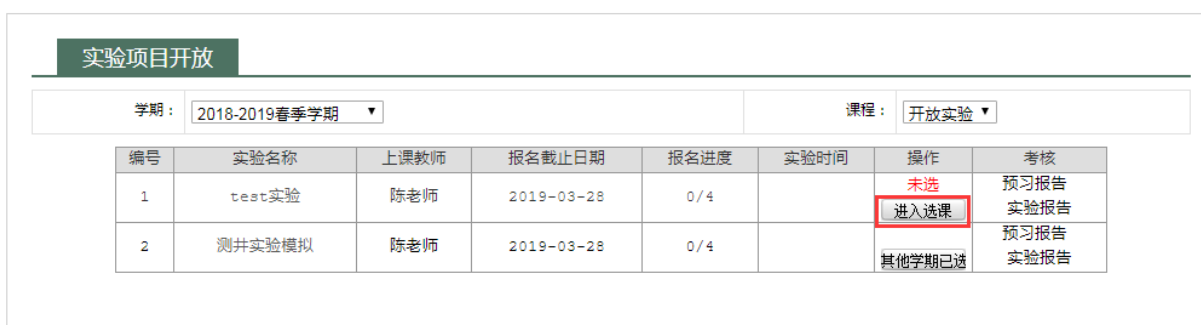 实验项目开放
学期： 2018-2019春季学期 课程： 开放实验
编号 实验名称 上课教师 报名截止日期 报名进度 实验时间 操作 考核
1 test实验 陈老师 2019-03-28 0/4 未选 进入选课 预习报告 实验报告
2 测井实验模拟 陈老师 2019-03-28 0/4 其他学期已选 预习报告 实验报告